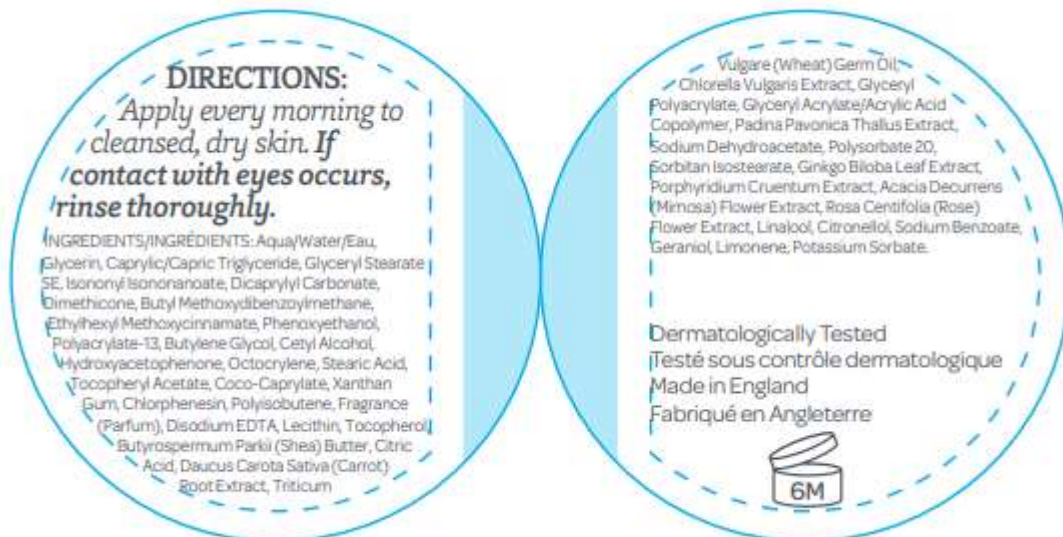 DIRECTIONS:
Apply every morning to
cleansed, dry skin. If
contact with eyes occurs,
rinse thoroughly.
INGREDIENTS/INGRÉDIENTS: Aqua/Water/Eau,
Glycerin, Caprylic/Capric Triglyceride, Glyceryl Stearate
SE, Isononyl Isononanoate, Dicaprylyl Carbonate,
Dimethicone, Butyl Methoxydibenzoylmethane,
Ethylhexyl Methoxycinnamate, Phenoxyethanol,
Polyacrylate-13, Butylene Glycol, Cetyl Alcohol,
Hydroxyacetophenone, Octocrylene, Stearic Acid,
Tocopheryl Acetate, Coco-Caprylate, Xanthan
Gum, Chlorphenesin, Polyisobutene, Fragrance
(Parfum), Disodium EDTA, Lecithin, Tocopherol,
Butyrospermum Parkii (Shea) Butter, Citric
Acid, Daucus Carota Sativa (Carrot)
Root Extract, Triticum
Vulgare (Wheat) Germ Oil,
Chlorella Vulgaris Extract, Glyceryl
Polyacrylate, Glyceryl Acrylate/Acrylic Acid
Copolymer, Padina Pavonica Thallus Extract,
Sodium Dehydroacetate, Polysorbate 20,
Sorbitan Isostearate, Ginkgo Biloba Leaf Extract,
Porphyridium Cruentum Extract, Acacia Decurrens
(Mimosa) Flower Extract, Rosa Centifolia (Rose)
Flower Extract, Linalool, Citronellol, Sodium Benzoate,
Geraniol, Limonene, Potassium Sorbate.
Dermatologically Tested
Testé sous contrôle dermatologique
Made in England
Fabriqué en Angleterre
6M